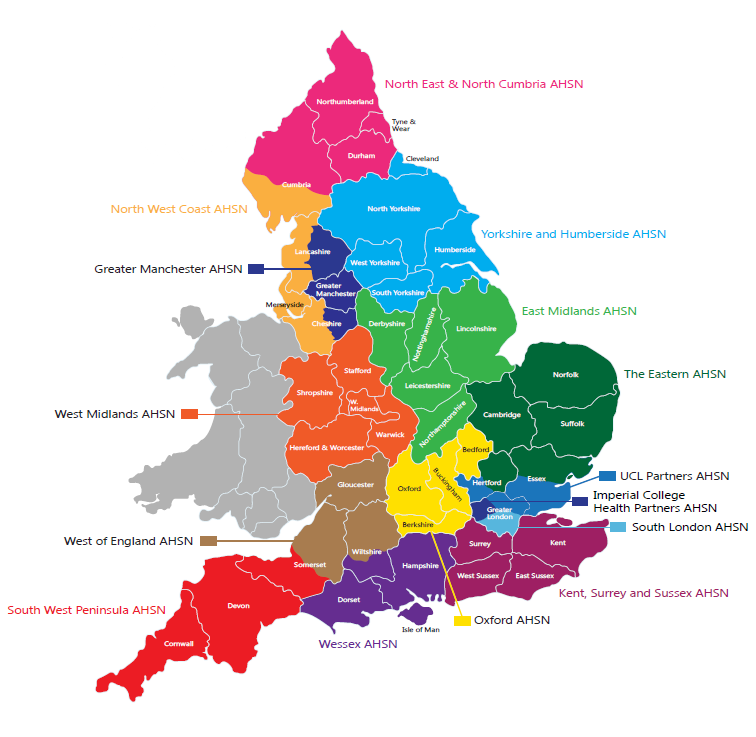 North East & North Cumbria AHSN
Northumberland
Tyne &
Wear
Durham
Cleveland
Cumbria
North West Coast AHSN
North Yorkshire
Yorkshire and Humberside AHSN
Lancashire
Humberside
West Yorkshire
Greater Manchester AHSN
Greater
Manchester
South Yorkshire
Merseyside
East Midlands AHSN
Cheshire
Derbyshire
Nottinghamshire
Lincolnshire
Stafford
Norfolk
The Eastern AHSN
Leicestershire
Shropshire
W.
Midlands
West Midlands AHSN
Cambridge
Suffolk
Northamptonshire
Warwick
Hereford & Worcester
Bedford
UCL Partners AHSN
Essex
Gloucester
Hertford
Buckingham
Oxford
Imperial College
Health Partners AHSN
Greater
London
Berkshire
South London AHSN
West of England AHSN
Surrey
Kent
Wiltshire
Somerset
Hampshire
West Sussex
East Sussex
Kent, Surrey and Sussex AHSN
Dorset
Devon
South West Peninsula AHSN
Oxford AHSN
Isle of Man
Wessex AHSN
Cornwall